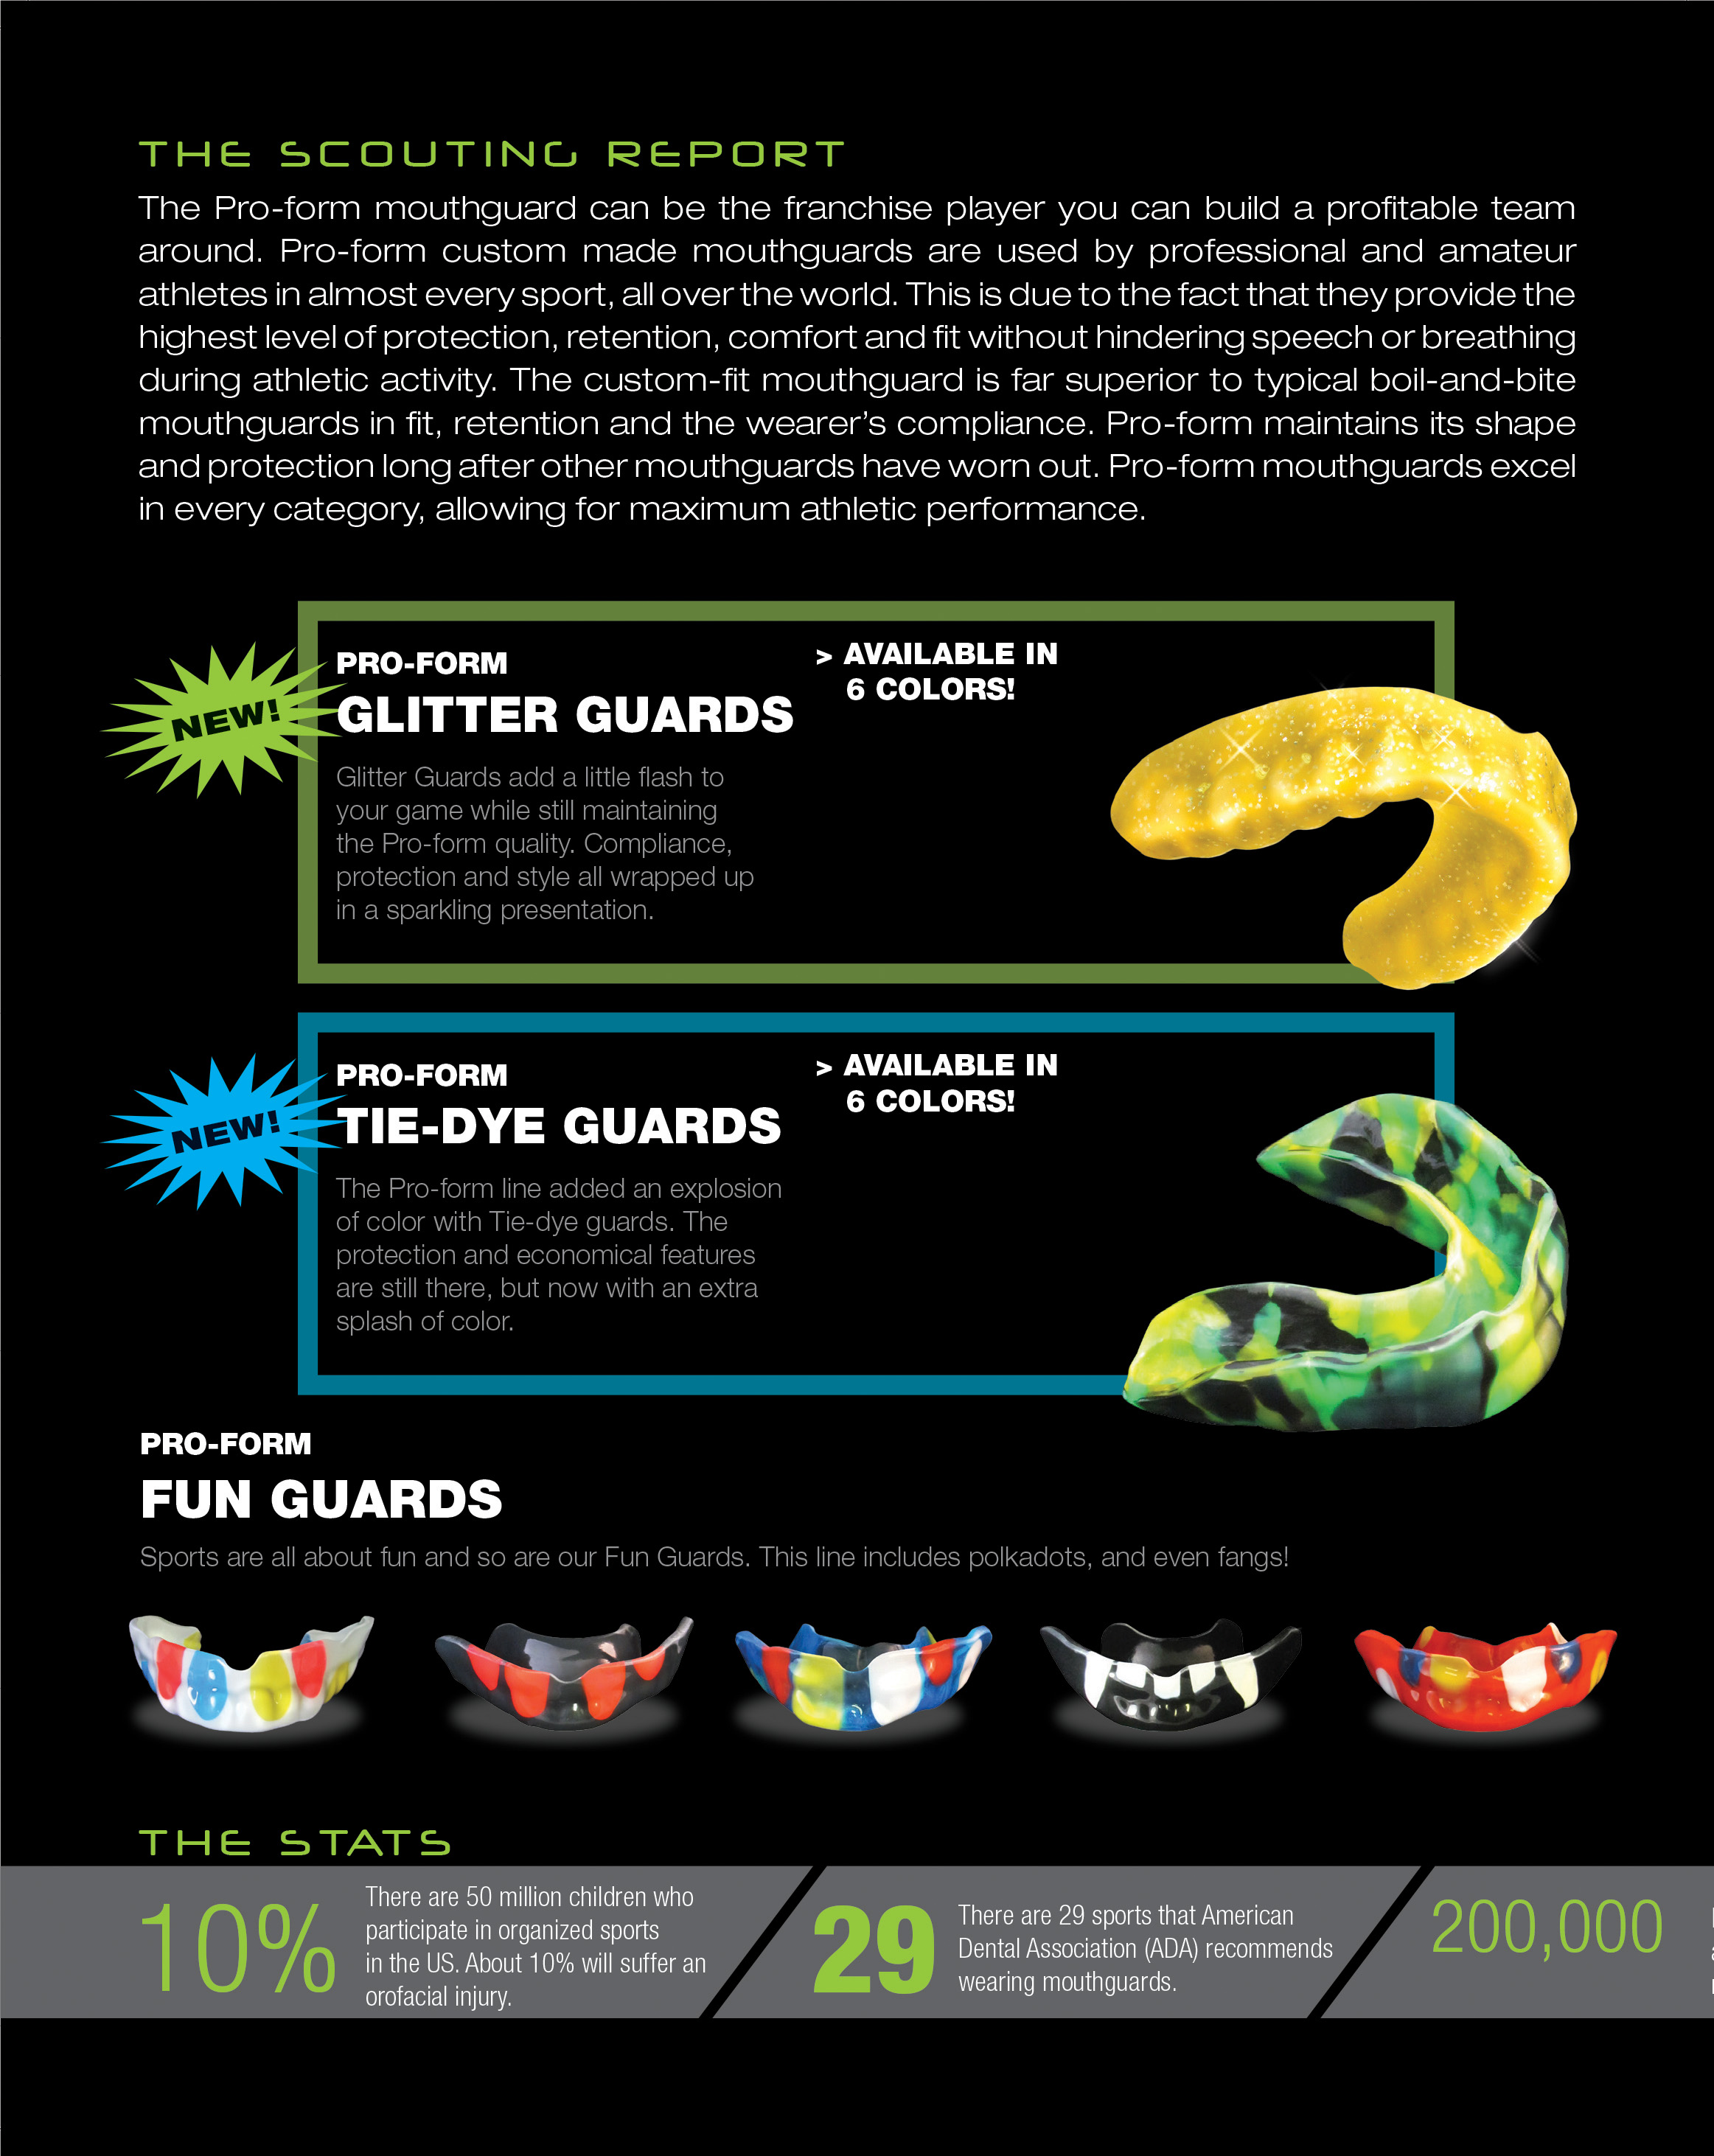 THE SCOUTING REPORT
The Pro-form mouthguard can be the franchise player you can build a profitable team
around. Pro-form custom made mouthguards are used by professional and amateur
athletes in almost every sport, all over the world. This is due to the fact that they provide the
highest level of protection, retention, comfort and fit without hindering speech or breathing
during athletic activity. The custom-fit mouthguard is far superior to typical boil-and-bite
mouthguards in fit, retention and the wearer’s compliance. Pro-form maintains its shape
and protection long after other mouthguards have worn out. Pro-form mouthguards excel
in every category, allowing for maximum athletic performance.
NEW!
PRO-FORM
GLITTER GUARDS
Glitter Guards add a little flash to
your game while still maintaining
the Pro-form quality. Compliance,
protection and style all wrapped up
in a sparkling presentation.
> AVAILABLE IN
6 COLORS!
NEW!
PRO-FORM
TIE-DYE GUARDS
The Pro-form line added an explosion
of color with Tie-dye guards. The
protection and economical features
are still there, but now with an extra
splash of color.
> AVAILABLE IN
6 COLORS!
PRO-FORM
FUN GUARDS
Sports are all about fun and so are our Fun Guards. This line includes polkadots, and even fangs!
THE STATS
10%
There are 50 million children who
participate in organized sports
in the US. About 10% will suffer an
orofacial injury.
29
There are 29 sports that American
Dental Association (ADA) recommends
wearing mouthguards.
200,000